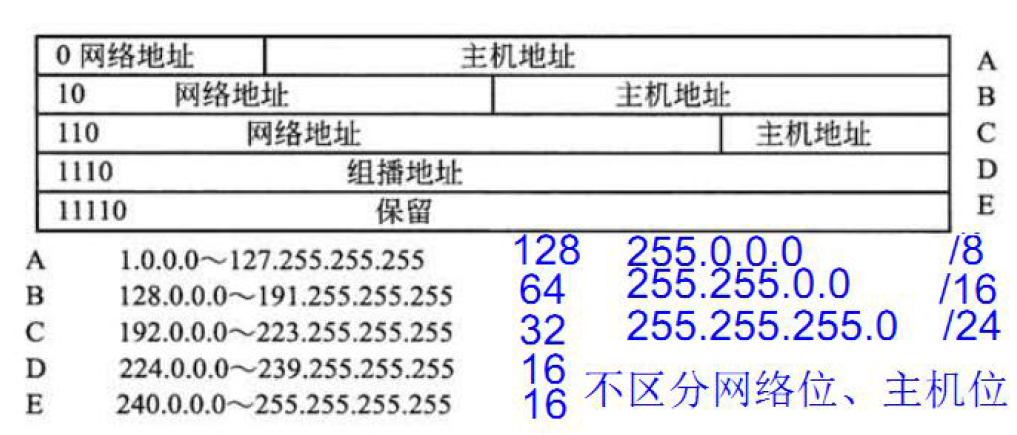 0 网络地址 主机地址 A
10 网络地址 主机地址 B
110 网络地址 主机地址 C
1110 组播地址 D
11110 保留 E
A 1.0.0.0～127.255.255.255 128 255.0.0.0 /8
B 128.0.0.0～191.255.255.255 64 255.255.0.0 /16
C 192.0.0.0～223.255.255.255 32 255.255.255.0 /24
D 224.0.0.0～239.255.255.255 16
E 240.0.0.0～255.255.255.255 16 不区分网络位、主机位